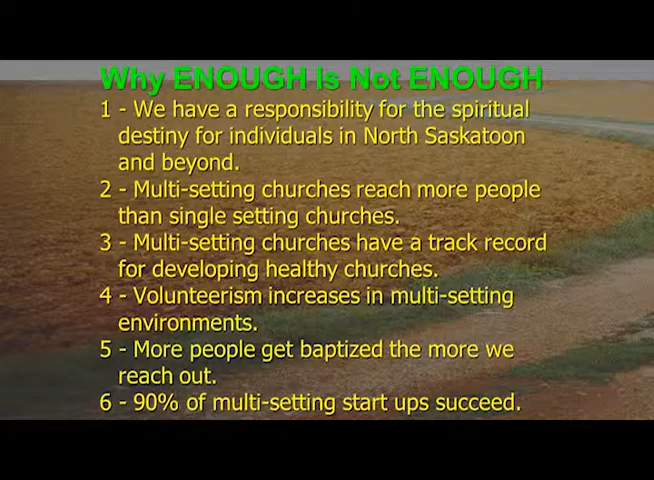 Why ENOUGH Is Not ENOUGH
1 - We have a responsibility for the spiritual
destiny for individuals in North Saskatoon
and beyond.
2 - Multi-setting churches reach more people
than single setting churches.
3 - Multi-setting churches have a track record
for developing healthy churches.
4 - Volunteerism increases in multi-setting
environments.
5 - More people get baptized the more we
reach out.
6 - 90% of multi-setting start ups succeed.